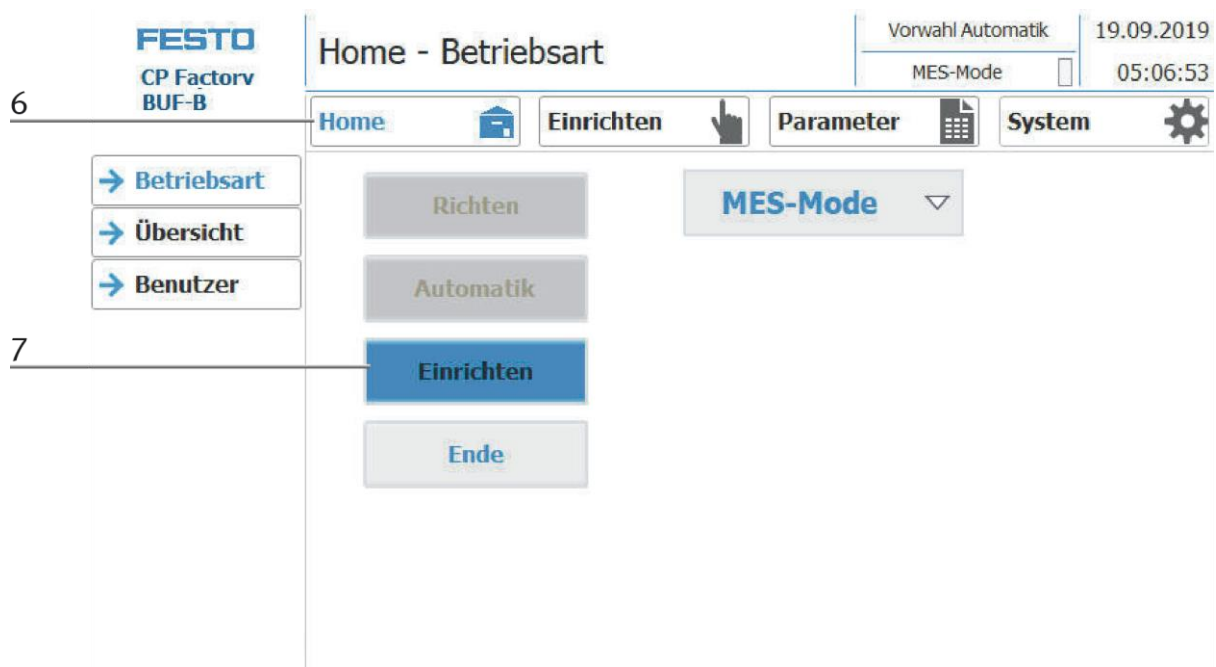 FESTO
CP Factory
BUF-B
Home - Betriebsart
Vorwahl Automatik
MES-Mode
19.09.2019
05:06:53
6
Home
Einrichten
Parameter
System
Betriebsart
Übersicht
Benutzer
Richten
MES-Mode
Automatik
7
Einrichten
Ende